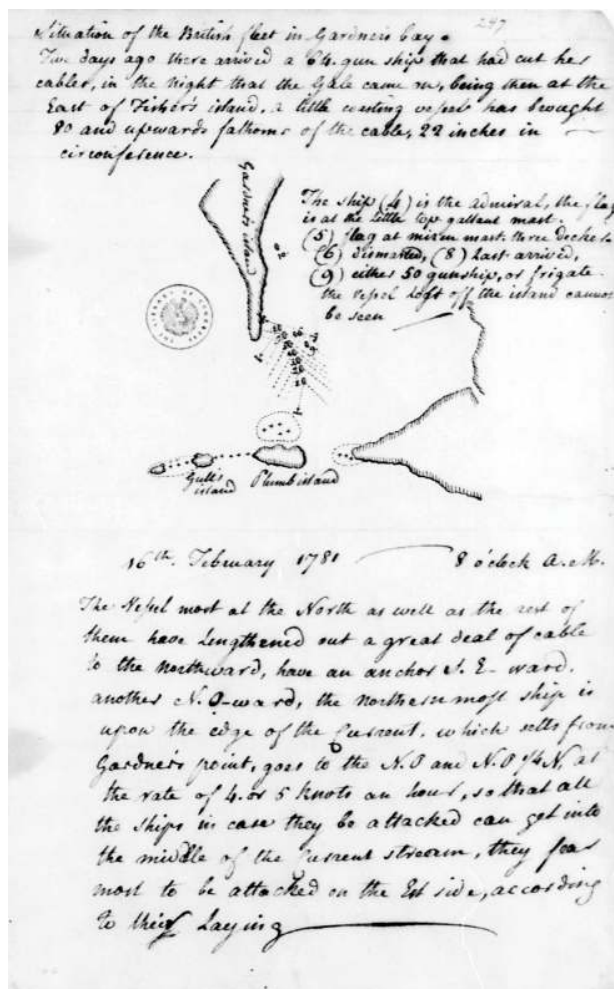 247
Situation of the British fleet in Gardner's bay.
Two days ago there arrived a 64 gun ship that had cut her
cables, in the night that the Gale came on, being then at the
East of Fisher's island. a little coasting vessel has brought
80 and upwards fathoms of the cable, 22 inches in
circonference.
Gardner's island
The ship (4) is the admiral, the flag
is at the little top gallant mast.
(5) flag at mizen mast. three decker
(6) dismasted, (8) Last arrived,
(9) either 50 gunship, or frigate.
the vessel Loft off the island cannot
be seen
THE LIBRARY OF CONGRESS
Gull's
island
Plumb island
16th. February 1781 8 o'clock A.M.
The Vessel most at the North as well as the rest of
them have Lengthened out a great deal of cable
to the northward, have an anchor S.E-ward.
another N.O-ward, the northernmost ship is
upon the edge of the Current. which setts from
Gardner's point, goes to the N.O and N.O 1/4 N, at
the rate of 4. or 5 knots an hour, so that all
the ships in case they be attacked can get into
the middle of the Current stream, they fear
most to be attacked on the Est side, according
to their Laying